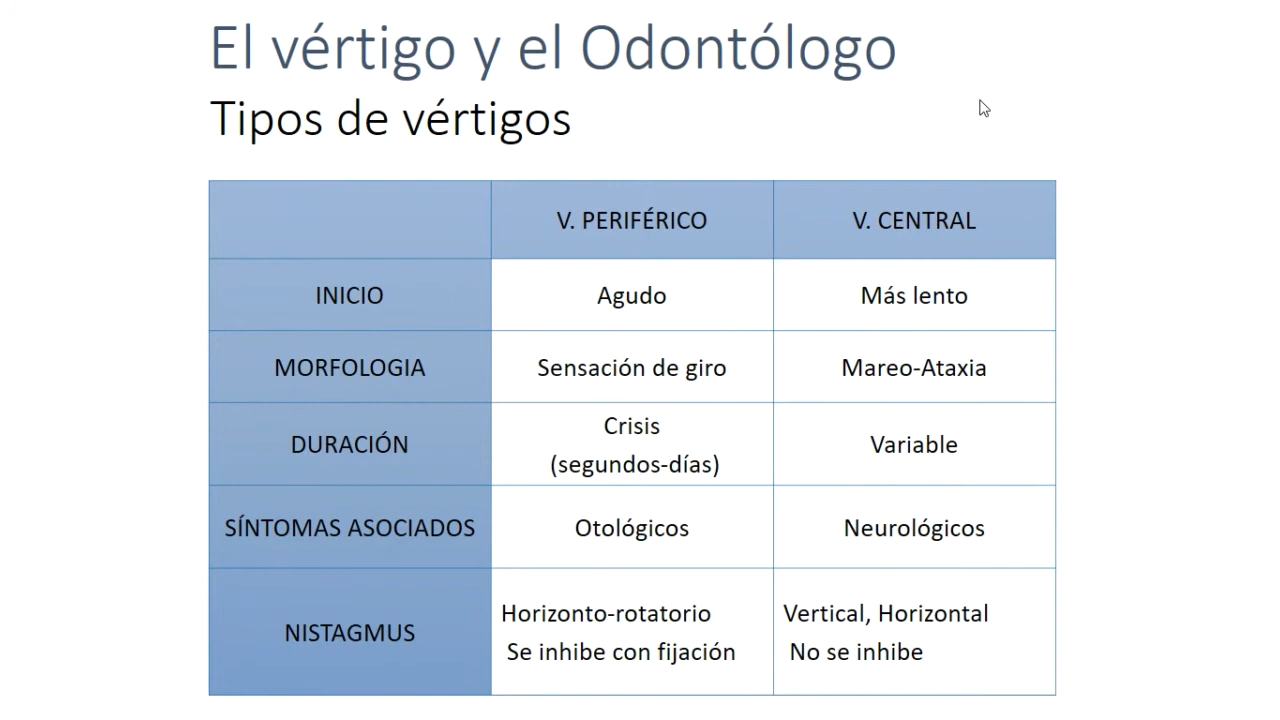 El vértigo y el Odontólogo
Tipos de vértigos
V. PERIFÉRICO V. CENTRAL
INICIO Agudo Más lento
MORFOLOGIA Sensación de giro Mareo-Ataxia
DURACIÓN Crisis (segundos-días) Variable
SÍNTOMAS ASOCIADOS Otológicos Neurológicos
NISTAGMUS Horizonto-rotatorio Se inhibe con fijación Vertical, Horizontal No se inhibe